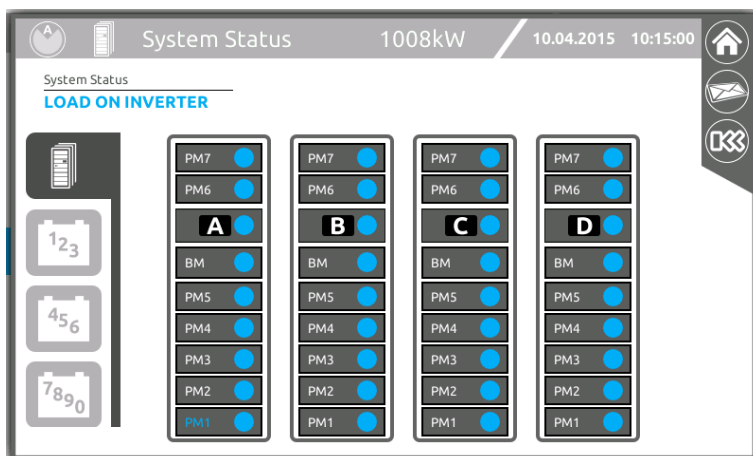 A System Status 1008kW 10.04.2015 10:15:00
System Status
LOAD ON INVERTER
PM7 PM7 PM7 PM7
PM6 PM6 PM6 PM6
A B C D
123
BM BM BM BM
PM5 PM5 PM5 PM5
456
PM4 PM4 PM4 PM4
PM3 PM3 PM3 PM3
7890
PM2 PM2 PM2 PM2
PM1 PM1 PM1 PM1